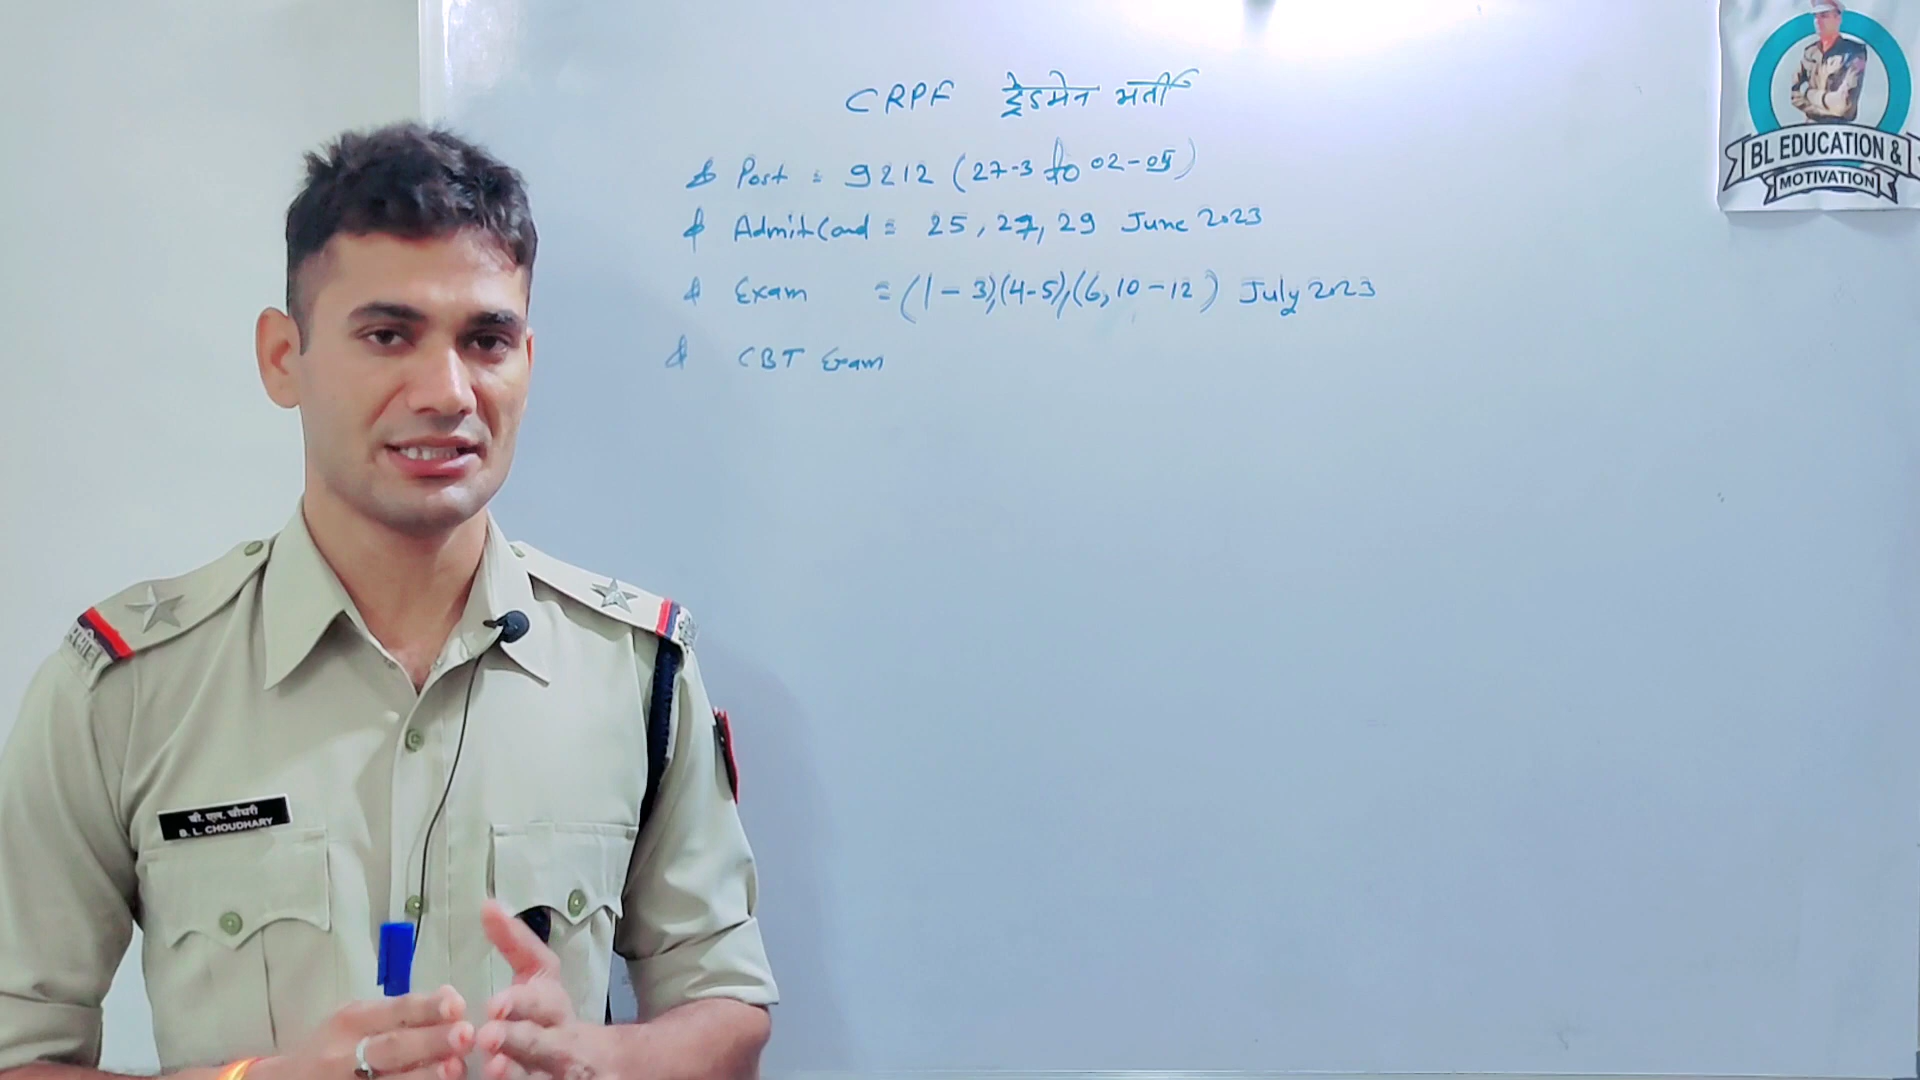 CRPF ट्रेडमेन भर्ती
Post = 9212 (27-3 to 02-05)
Admit Card = 25, 27, 29 June 2023
Exam = (1-3),(4-5),(6,10-12) July 2023
CBT Exam
BL EDUCATION &
MOTIVATION
बी. एल. चौधरी
B. L. CHOUDHARY